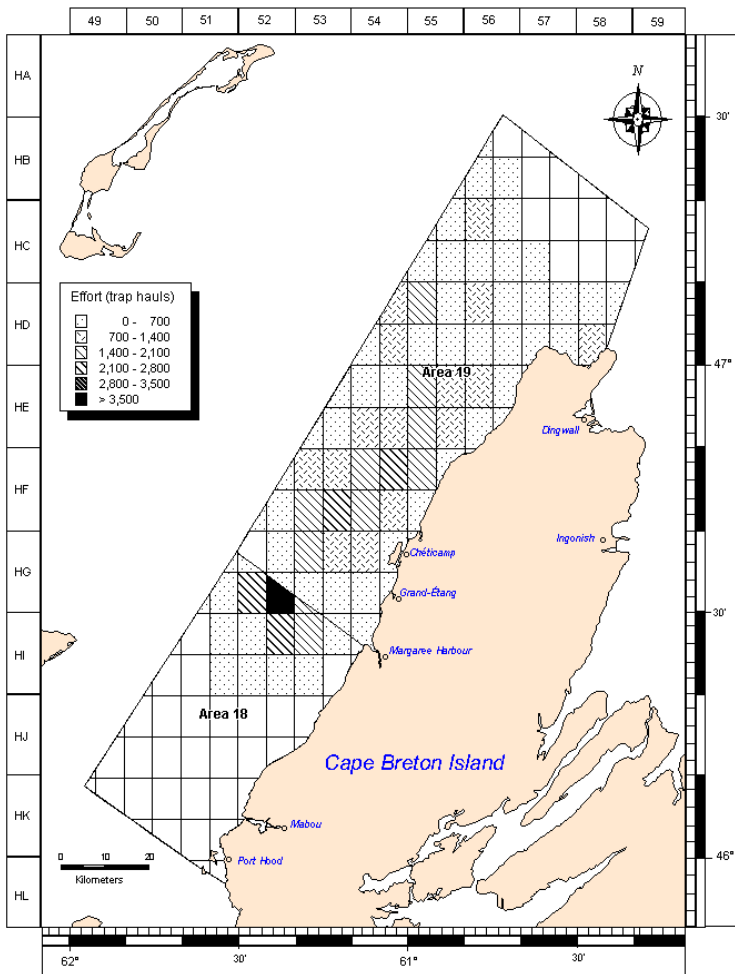 49 50 51 52 53 54 55 56 57 58 59
HA
N
30'
HB
HC
Effort (trap hauls)
0 - 700
700 - 1,400
1,400 - 2,100
2,100 - 2,800
2,800 - 3,500
> 3,500
HD
47°
Area 19
HE
Dingwall
HF
Ingonish
Chéticamp
HG
Grand-Étang
30'
HI
Margaree Harbour
Area 18
HJ
Cape Breton Island
HK
Mabou
46°
Port Hood
0 10 20
Kilometers
HL
62° 30' 61° 30'